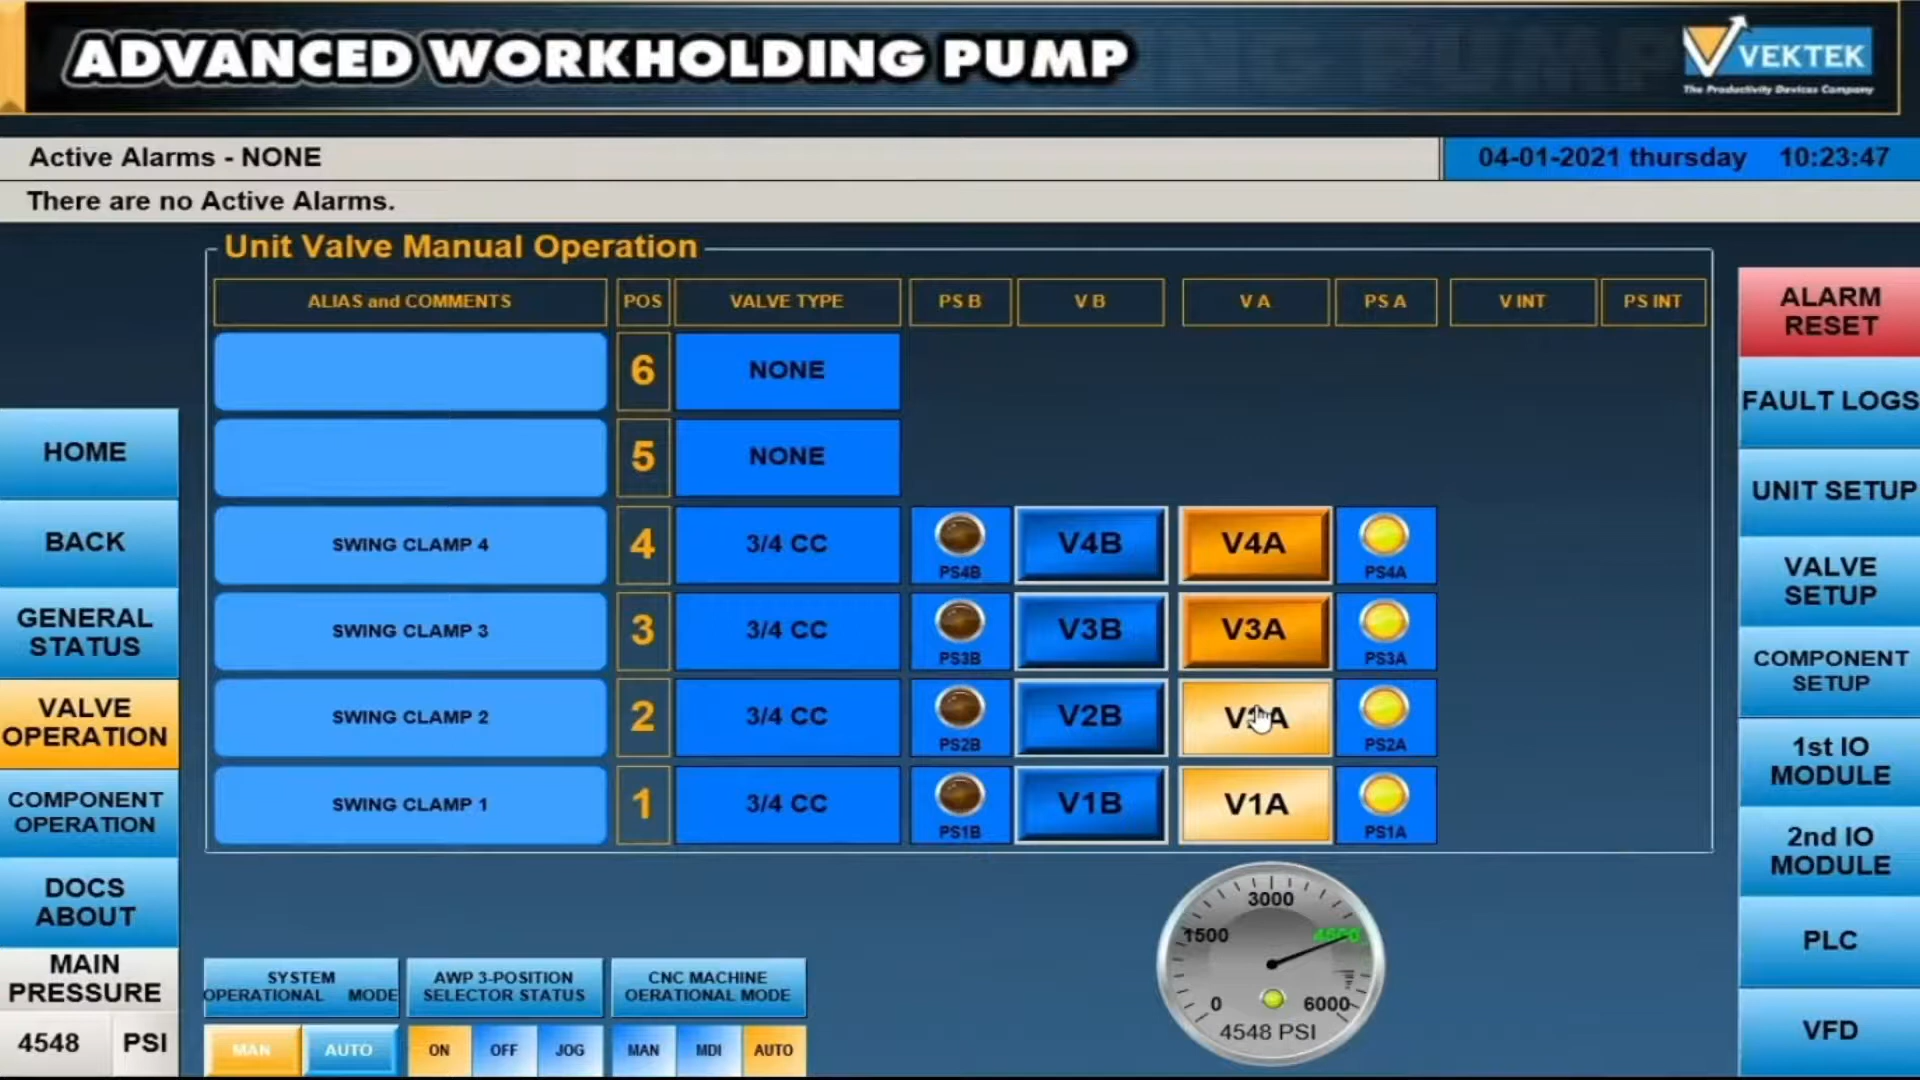 ADVANCED WORKHOLDING PUMP
VEKTEK
The Productivity Devices Company
Active Alarms - NONE
04-01-2021 thursday 10:23:47
There are no Active Alarms.
Unit Valve Manual Operation
ALIAS and COMMENTS POS VALVE TYPE PS B V B V A PS A V INT PS INT
6 NONE
5 NONE
SWING CLAMP 4 4 3/4 CC PS4B V4B V4A PS4A
SWING CLAMP 3 3 3/4 CC PS3B V3B V3A PS3A
SWING CLAMP 2 2 3/4 CC PS2B V2B PS2A
SWING CLAMP 1 1 3/4 CC PS1B V1B V1A PS1A
HOME
BACK
GENERAL
STATUS
VALVE
OPERATION
COMPONENT
OPERATION
DOCS
ABOUT
MAIN
PRESSURE
4548 PSI
ALARM
RESET
FAULT LOGS
UNIT SETUP
VALVE
SETUP
COMPONENT
SETUP
1st IO
MODULE
2nd IO
MODULE
PLC
VFD
SYSTEM
OPERATIONAL MODE
MAN AUTO
AWP 3-POSITION
SELECTOR STATUS
ON OFF JOG
CNC MACHINE
OERATIONAL MODE
MAN MDI AUTO
3000
1500 4500
0 6000
4548 PSI